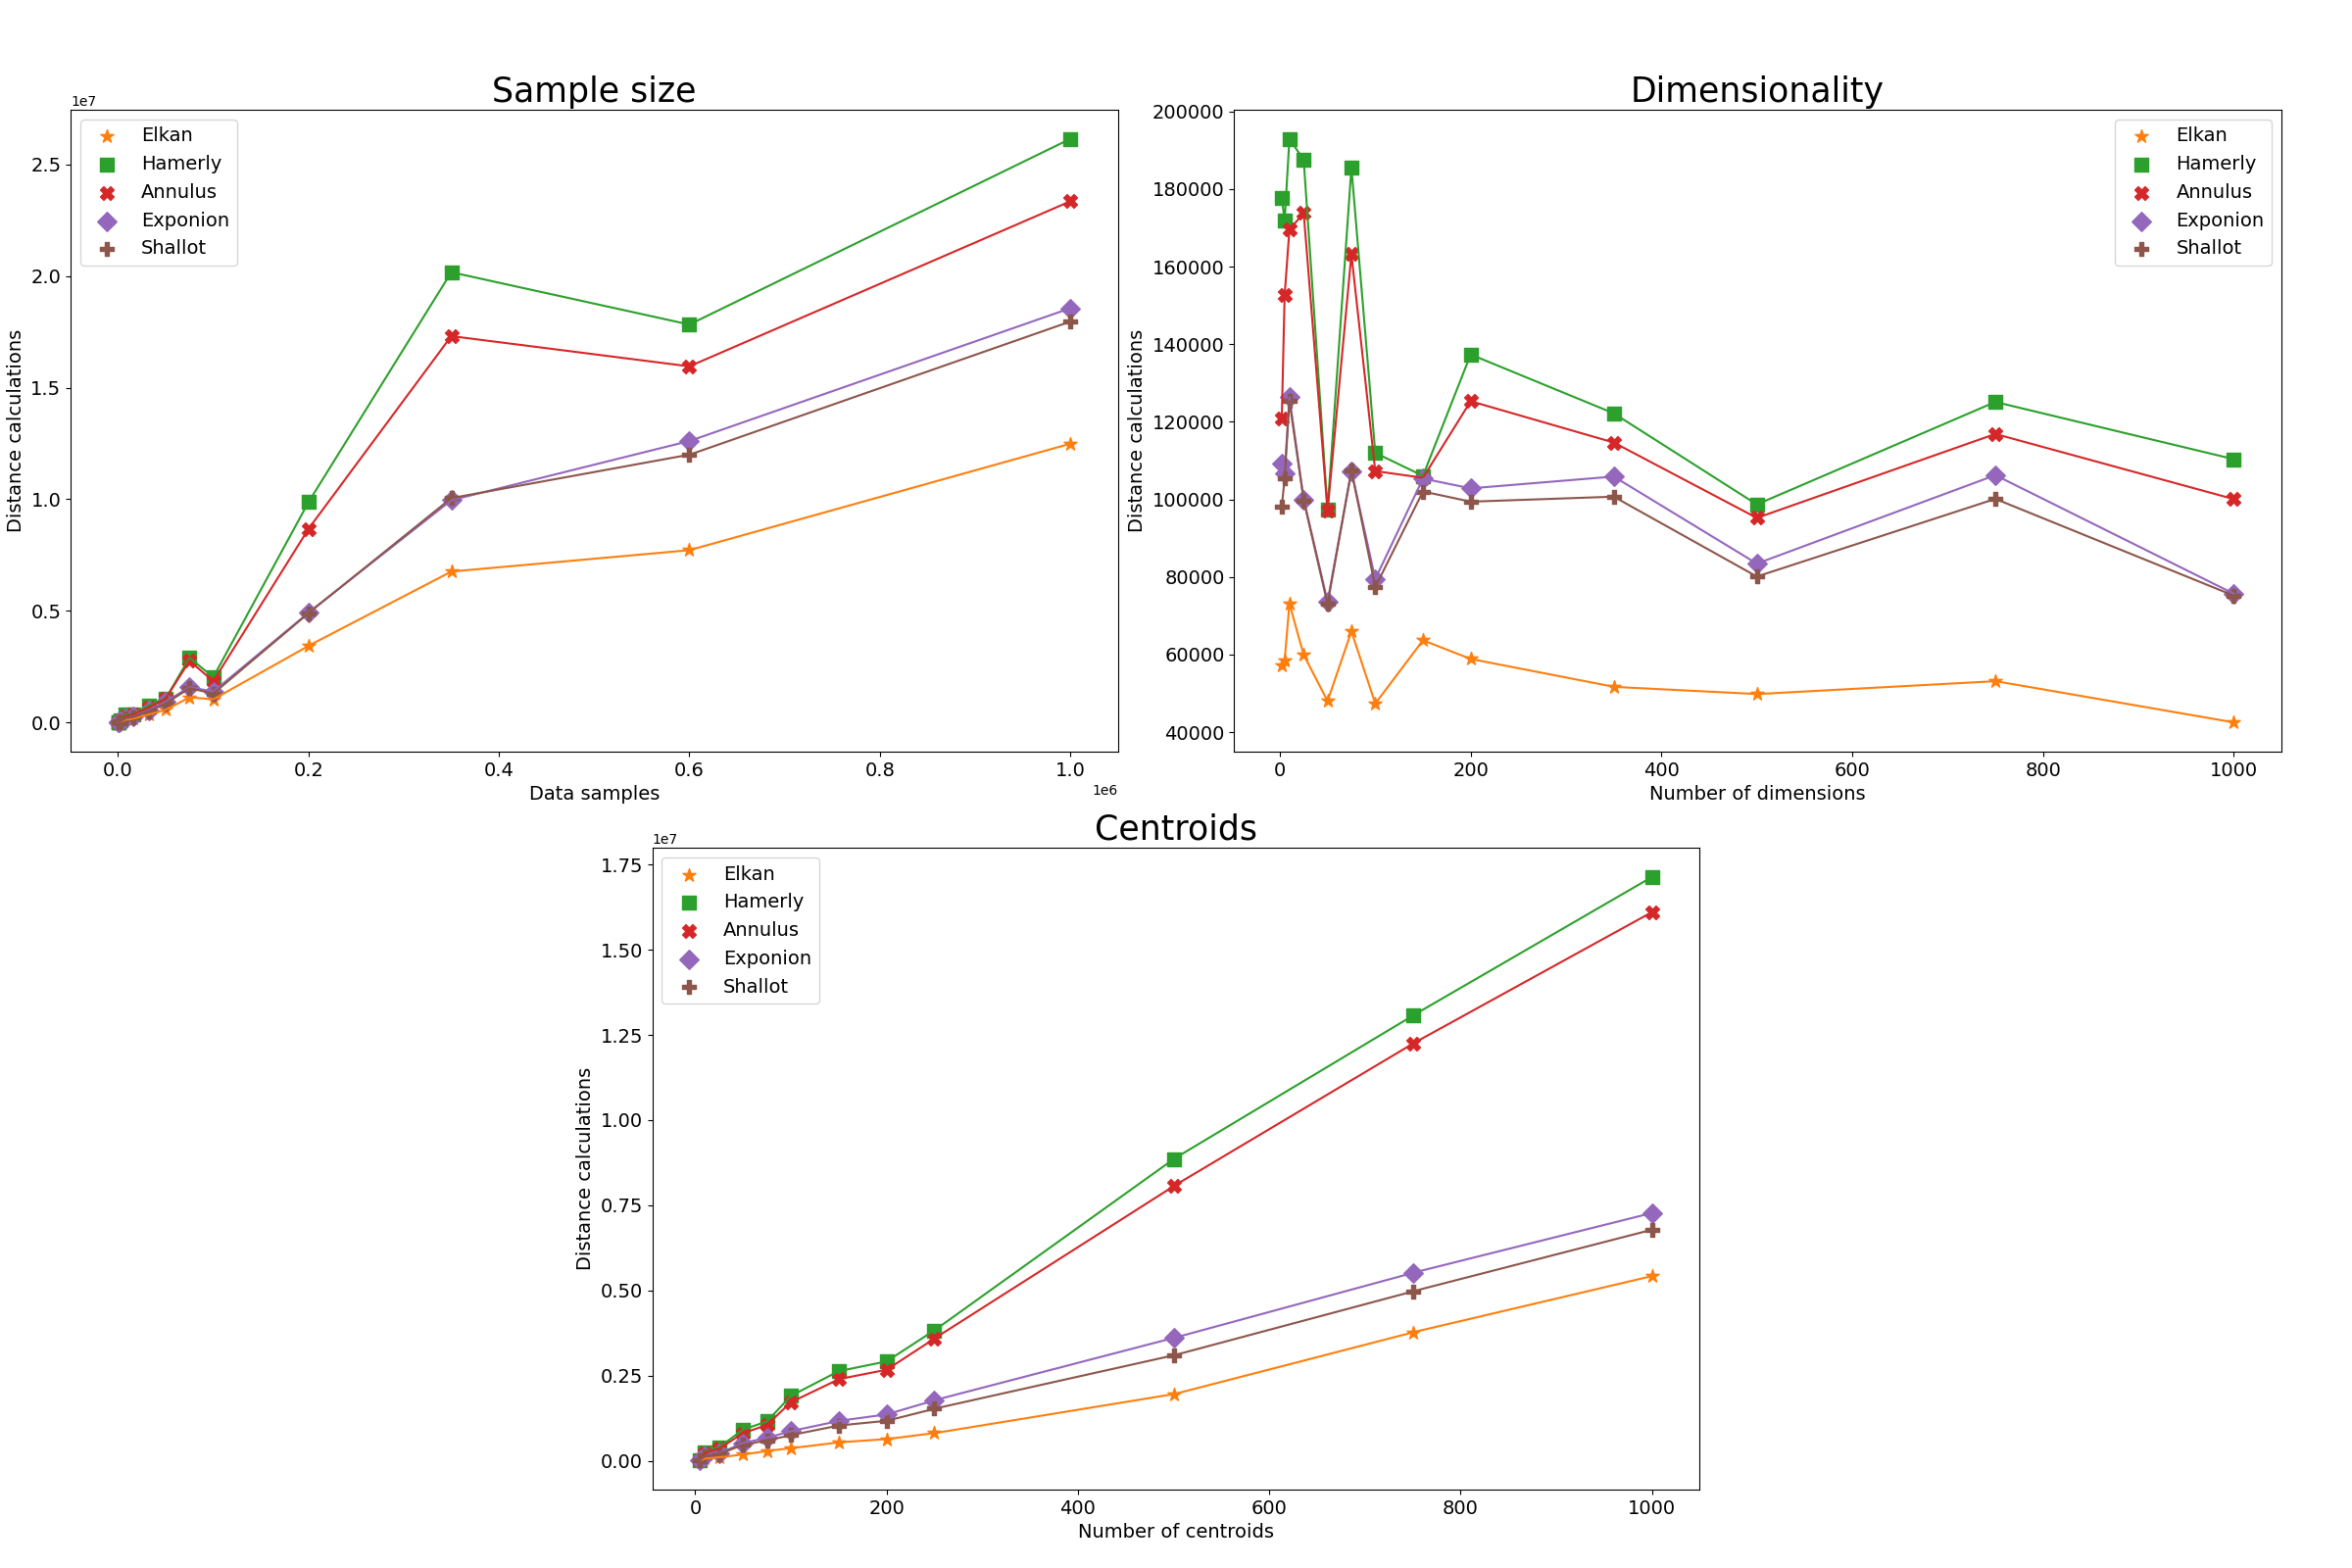 Sample size
1e7
Elkan
Hamerly
Annulus
Exponion
Shallot
Distance calculations
2.5
2.0
1.5
1.0
0.5
0.0
0.0 0.2 0.4 0.6 0.8 1.0
1e6
Data samples
Dimensionality
Elkan
Hamerly
Annulus
Exponion
Shallot
Distance calculations
200000
180000
160000
140000
120000
100000
80000
60000
40000
0 200 400 600 800 1000
Number of dimensions
Centroids
1e7
Elkan
Hamerly
Annulus
Exponion
Shallot
Distance calculations
1.75
1.50
1.25
1.00
0.75
0.50
0.25
0.00
0 200 400 600 800 1000
Number of centroids